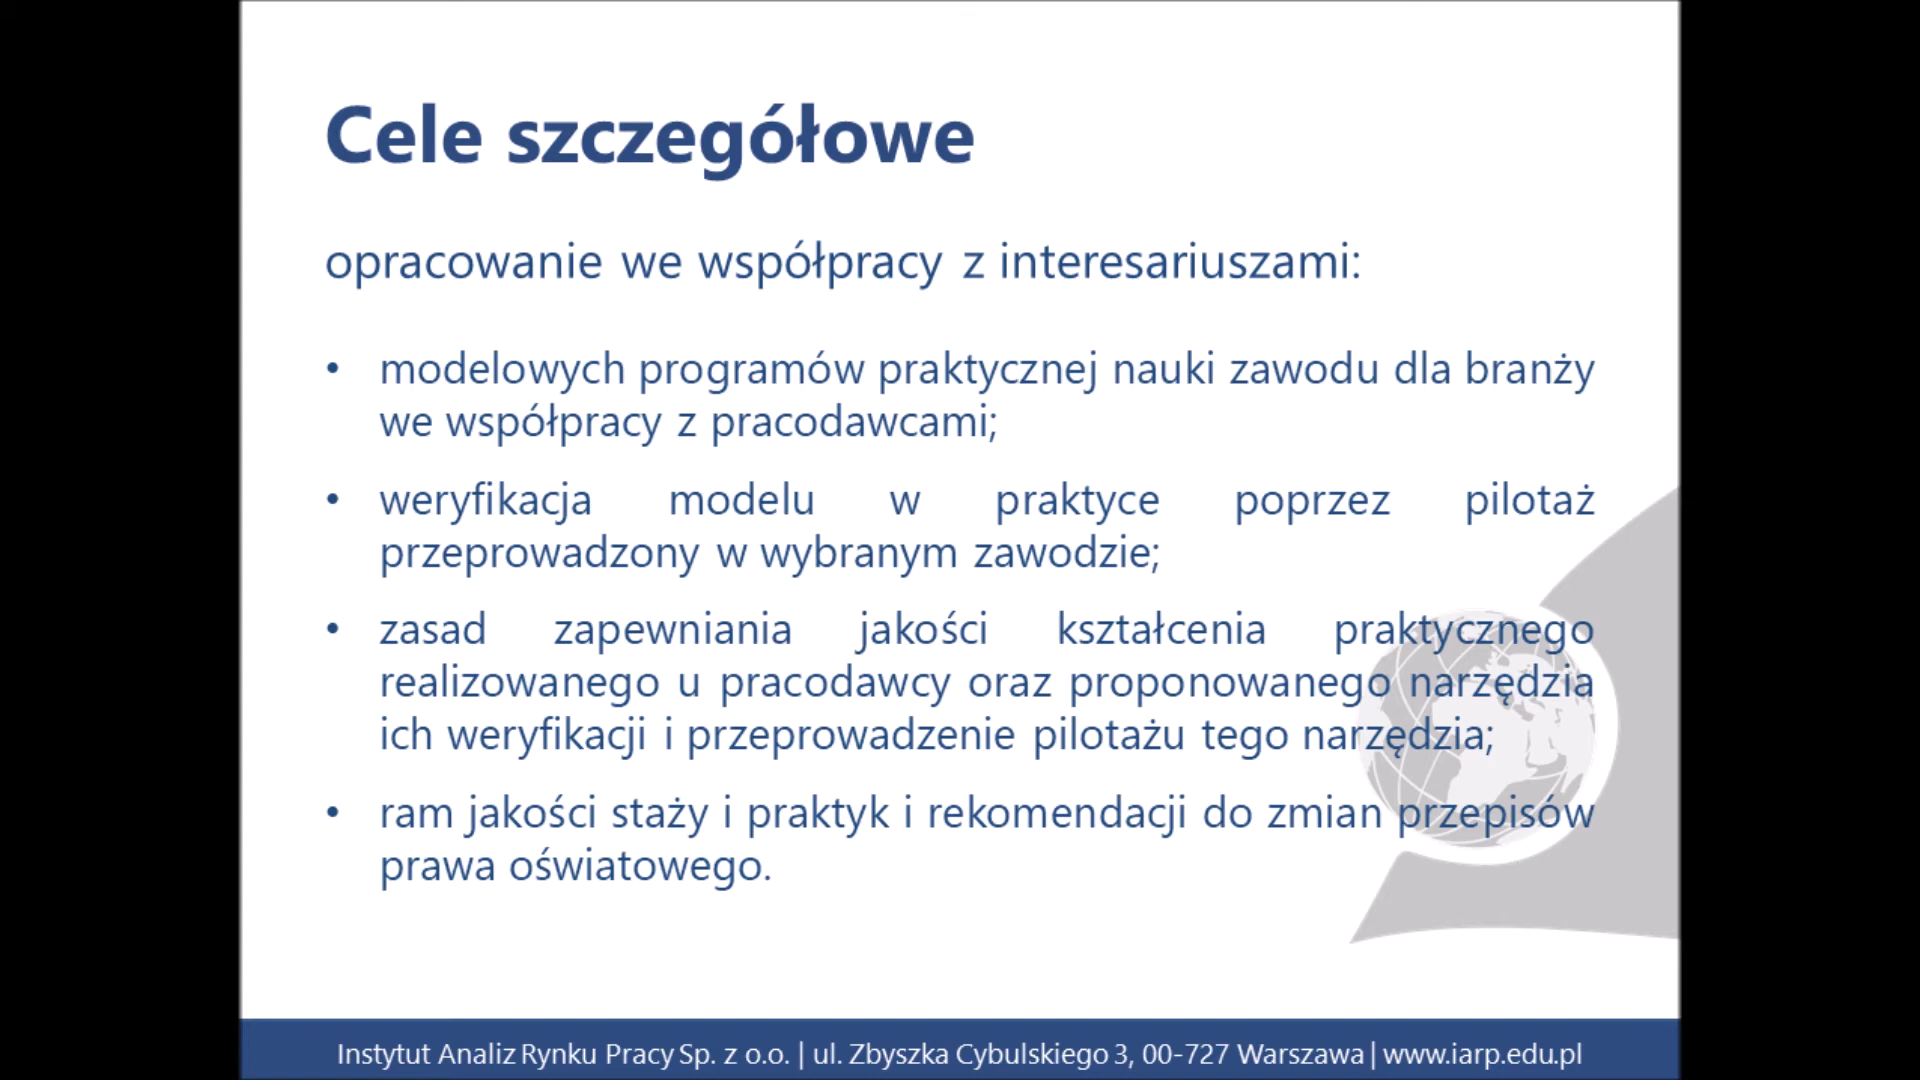 Cele szczegółowe
opracowanie we współpracy z interesariuszami:
• modelowych programów praktycznej nauki zawodu dla branży
we współpracy z pracodawcami;
• weryfikacja modelu w praktyce poprzez pilotaż
przeprowadzony w wybranym zawodzie;
• zasad zapewniania jakości kształcenia praktycznego
realizowanego u pracodawcy oraz proponowanego narzędzia
ich weryfikacji i przeprowadzenie pilotażu tego narzędzia;
• ram jakości staży i praktyk i rekomendacji do zmian przepisów
prawa oświatowego.
Instytut Analiz Rynku Pracy Sp. z o.o. | ul. Zbyszka Cybulskiego 3, 00-727 Warszawa | www.iarp.edu.pl